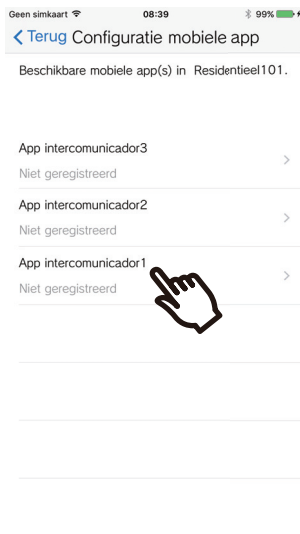 Geen simkaart 08:39 99%
Terug Configuratie mobiele app
Beschikbare mobiele app(s) in Residentieel101.
App intercomunicador3
Niet geregistreerd
App intercomunicador2
Niet geregistreerd
App intercomunicador1
Niet geregistreerd